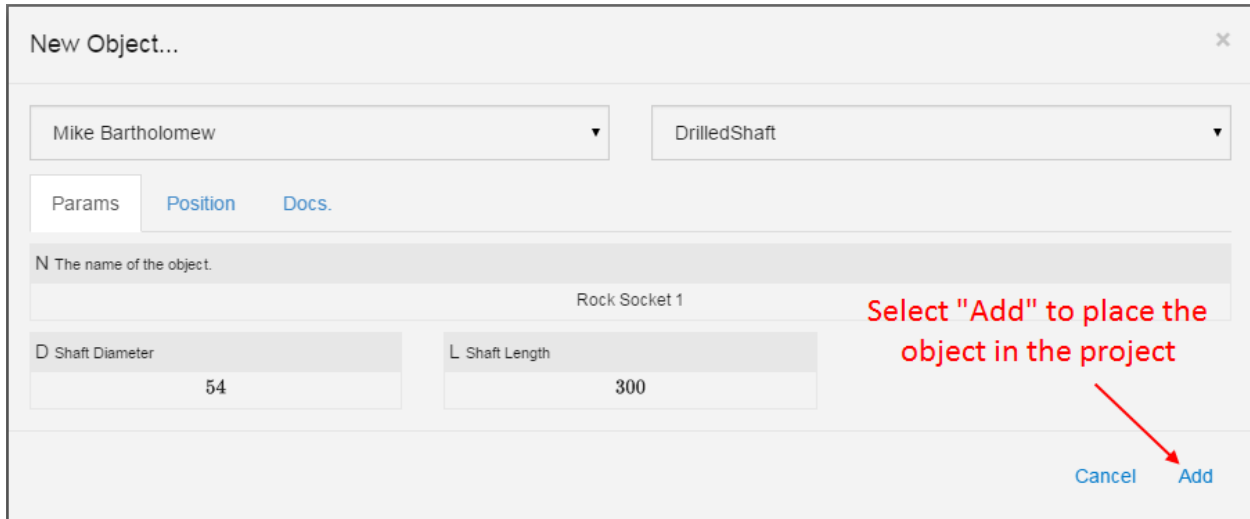 New Object...
×
Mike Bartholomew
DrilledShaft
Params Position Docs.
N The name of the object.
Rock Socket 1
Select "Add" to place the
object in the project
D Shaft Diameter
L Shaft Length
54
300
Cancel Add